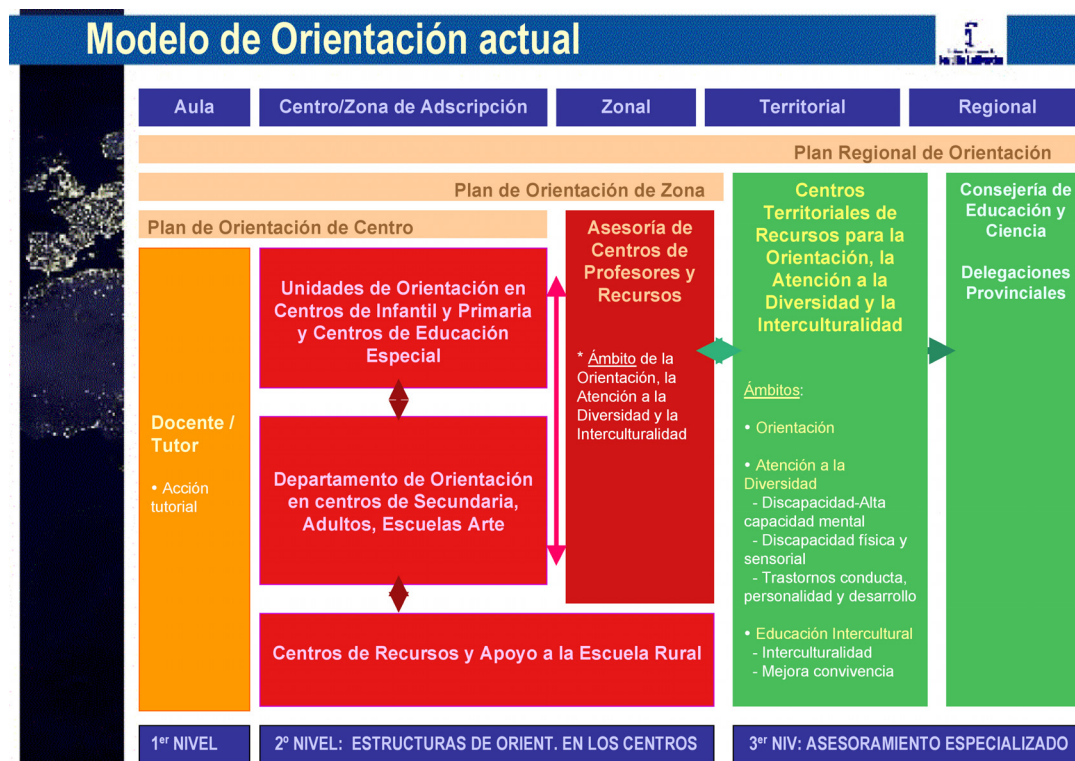 Modelo de Orientación actual
Aula
Centro/Zona de Adscripción
Zonal
Territorial
Regional
Plan Regional de Orientación
Plan de Orientación de Zona
Plan de Orientación de Centro
Docente /
Tutor
• Acción
tutorial
Unidades de Orientación en
Centros de Infantil y Primaria
y Centros de Educación
Especial
Departamento de Orientación
en centros de Secundaria,
Adultos, Escuelas Arte
Centros de Recursos y Apoyo a la Escuela Rural
Asesoría de
Centros de
Profesores y
Recursos
* Ámbito de la
Orientación, la
Atención a la
Diversidad y la
Interculturalidad
Centros
Territoriales de
Recursos para la
Orientación, la
Atención a la
Diversidad y la
Interculturalidad
Ámbitos:
• Orientación
• Atención a la
Diversidad
- Discapacidad-Alta
capacidad mental
- Discapacidad física y
sensorial
- Trastornos conducta,
personalidad y desarrollo
• Educación Intercultural
- Interculturalidad
- Mejora convivencia
Consejería de
Educación y
Ciencia
Delegaciones
Provinciales
1er NIVEL
2º NIVEL: ESTRUCTURAS DE ORIENT. EN LOS CENTROS
3er NIV: ASESORAMIENTO ESPECIALIZADO